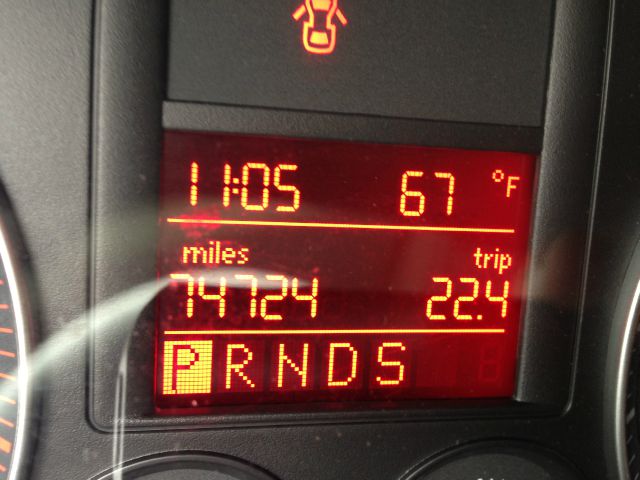 11:05 67 °F
miles trip
74724 22.4
P R N D S